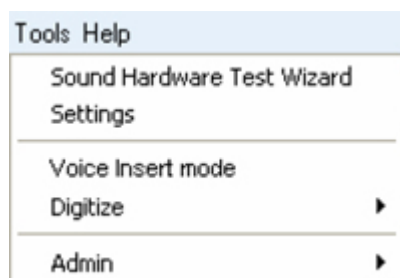 Tools Help
Sound Hardware Test Wizard
Settings
Voice Insert mode
Digitize
Admin